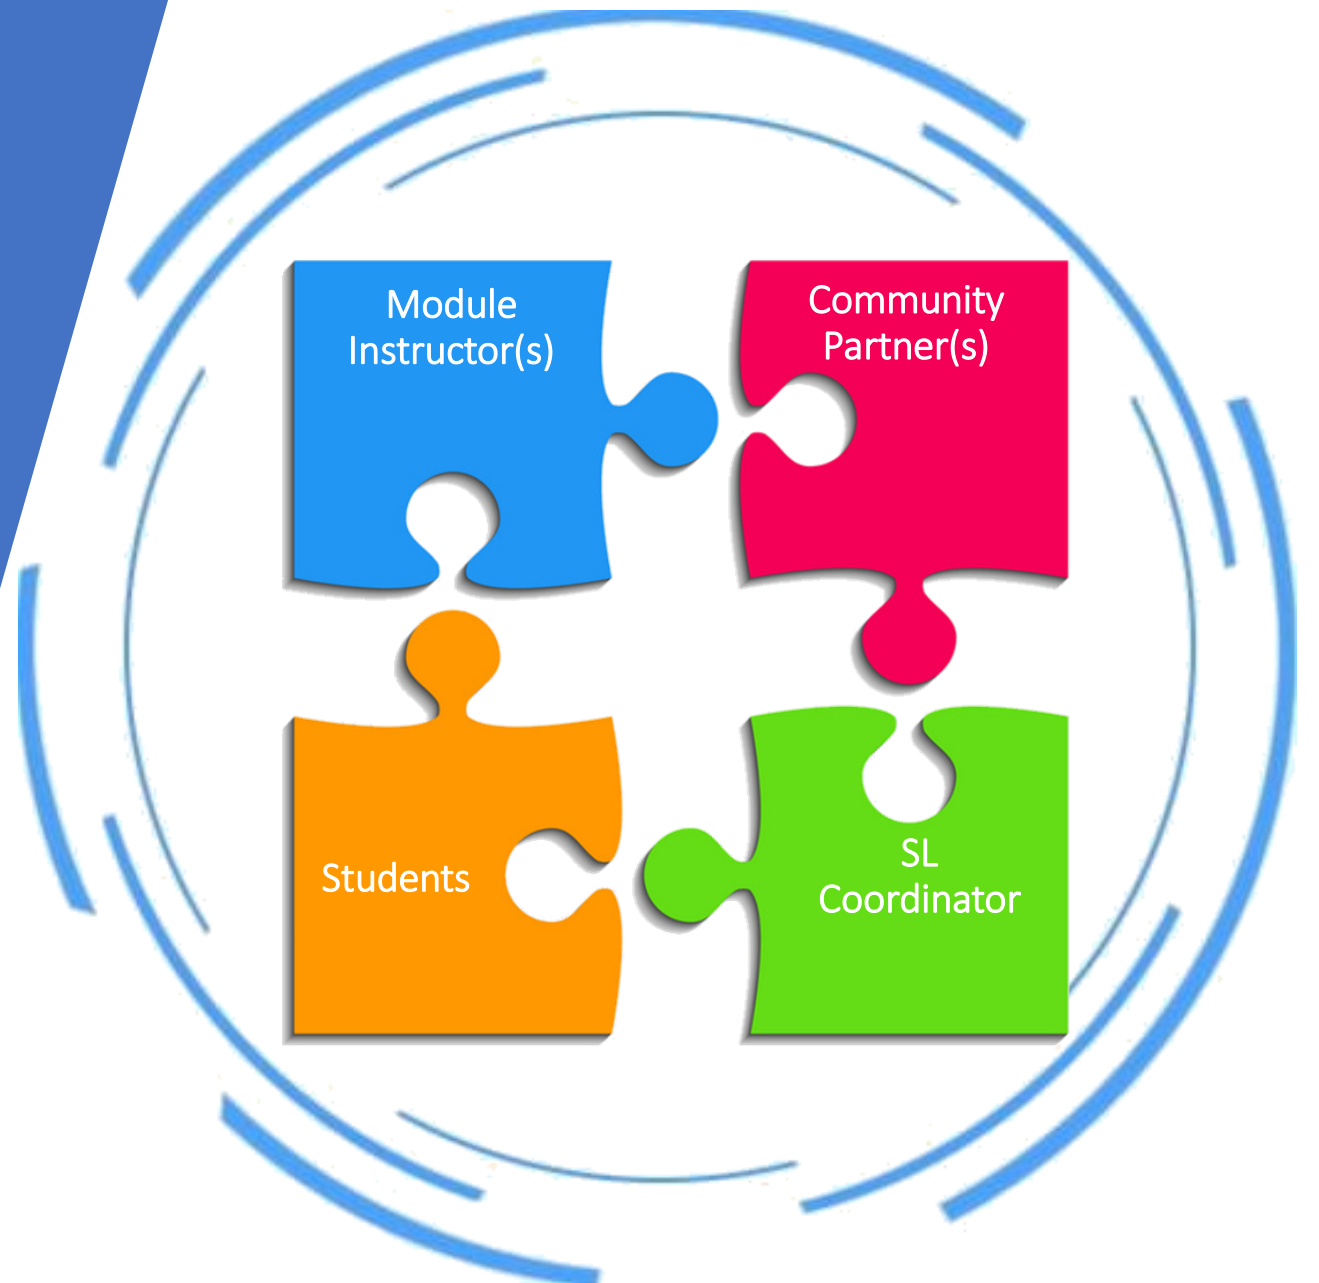 Module
Instructor(s)
Community
Partner(s)
Students
SL
Coordinator